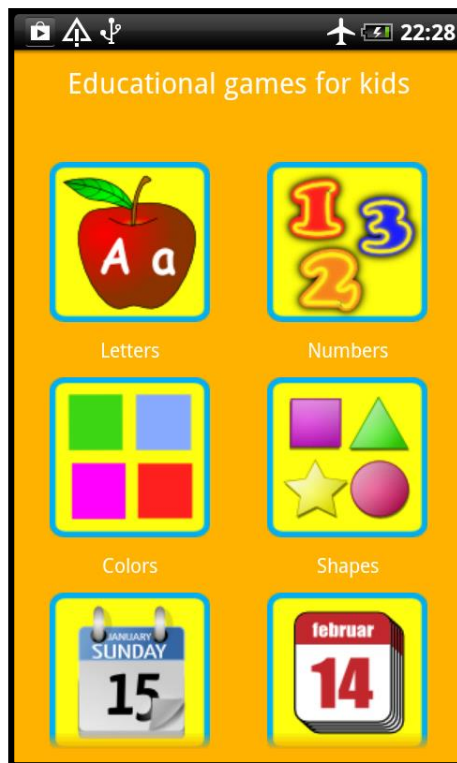 22:28
Educational games for kids
A a
1
3
2
Letters
Numbers
Colors
Shapes
JANUARY
SUNDAY
15
februar
14